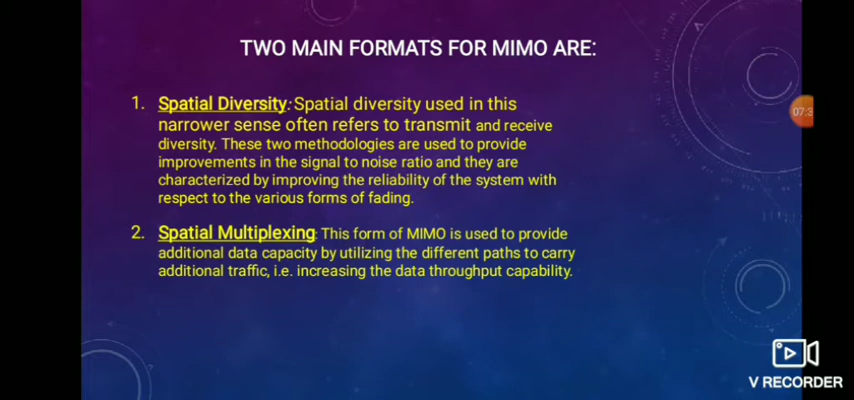 TWO MAIN FORMATS FOR MIMO ARE:
1. Spatial Diversity: Spatial diversity used in this
narrower sense often refers to transmit and receive
diversity. These two methodologies are used to provide
improvements in the signal to noise ratio and they are
characterized by improving the reliability of the system with
respect to the various forms of fading.
2. Spatial Multiplexing: This form of MIMO is used to provide
additional data capacity by utilizing the different paths to carry
additional traffic, i.e. increasing the data throughput capability.
07:3
V RECORDER